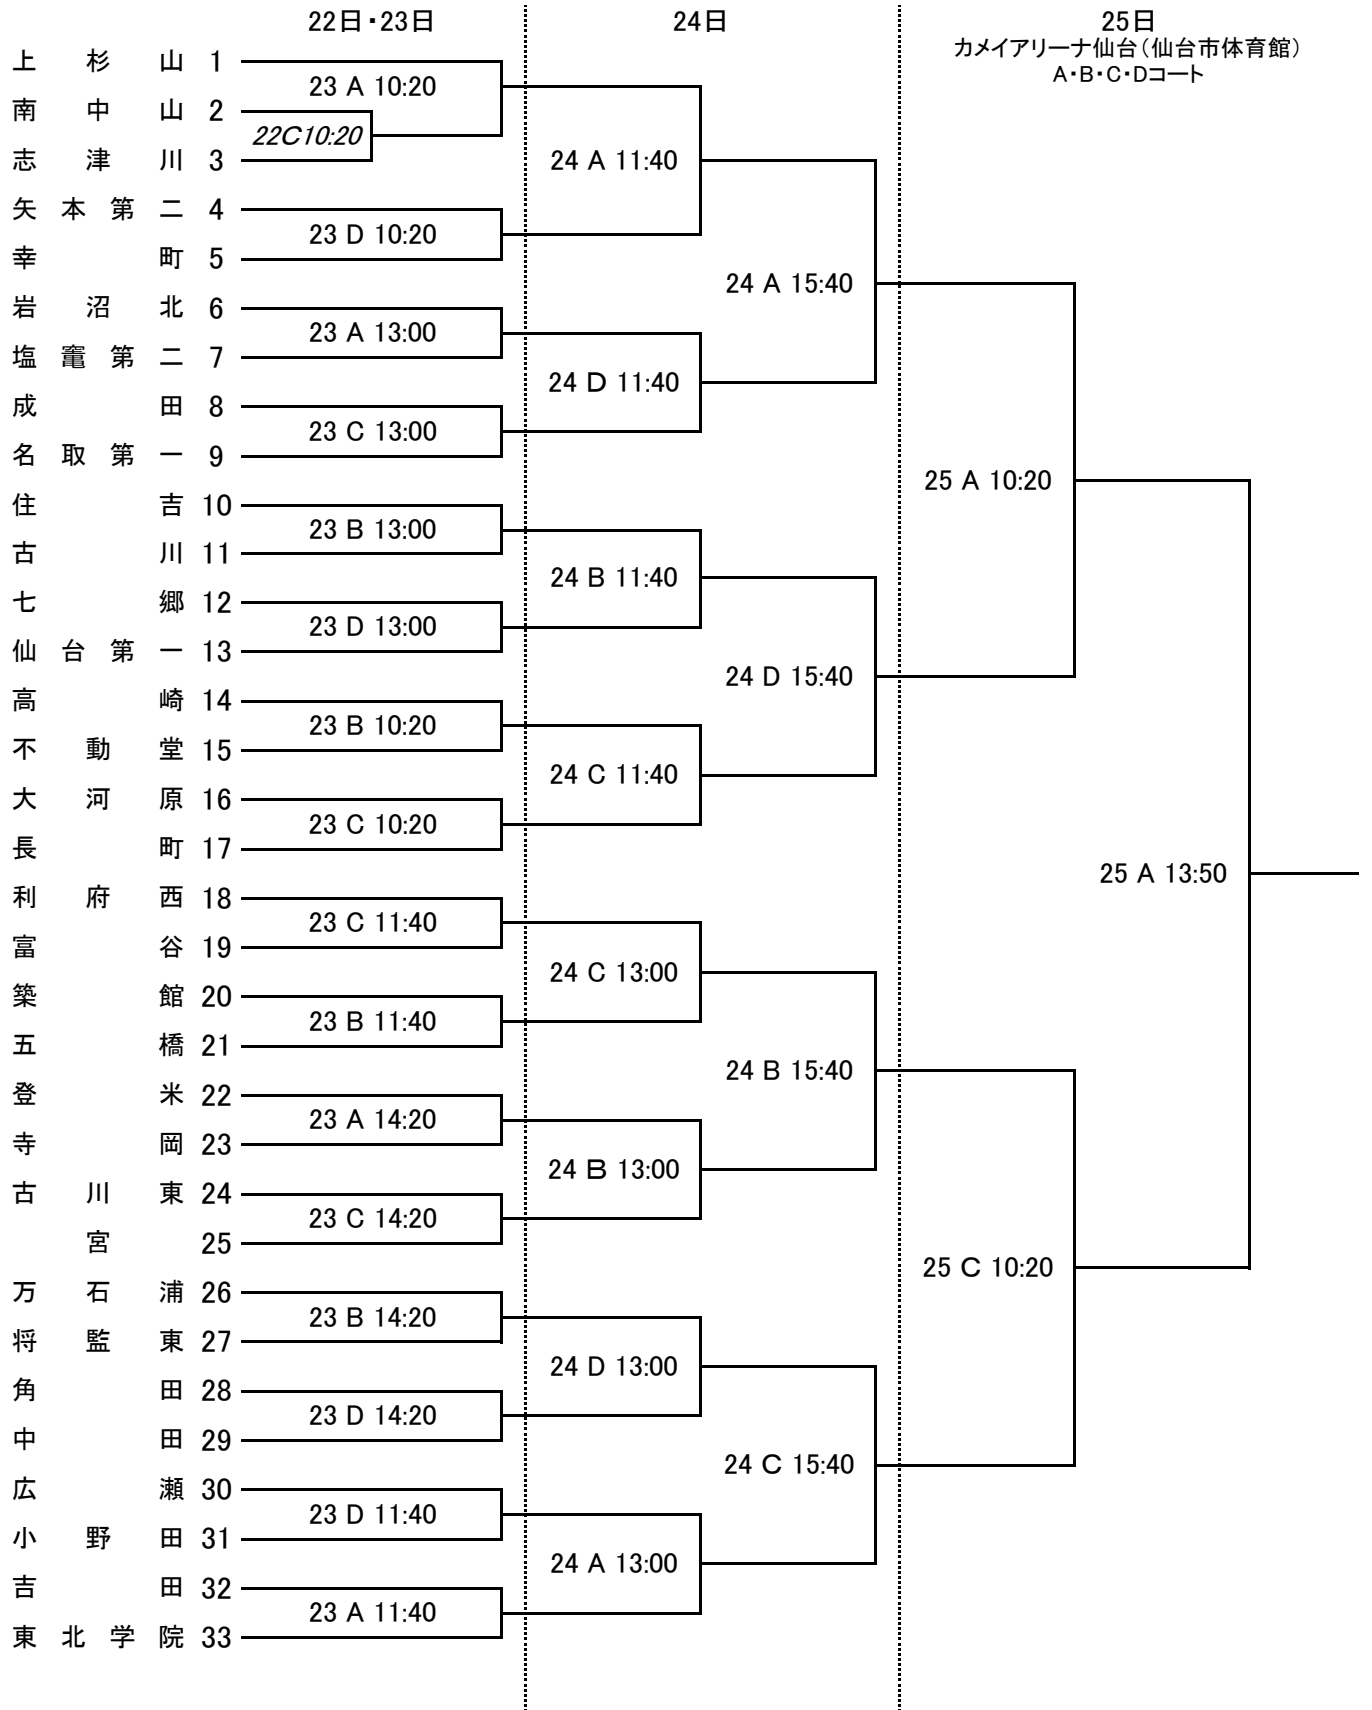 22日・23日 24日 25日
カメイアリーナ仙台(仙台市体育館)
A・B・C・Dコート
上杉山 1
23 A 10:20
南中山 2
22C10:20
志津川 3
24 A 11:40
矢本第二 4
23 D 10:20
幸町 5
24 A 15:40
岩沼北 6
23 A 13:00
塩竈第二 7
24 D 11:40
成田 8
23 C 13:00
名取第一 9
25 A 10:20
住吉 10
23 B 13:00
古川 11
24 B 11:40
七郷 12
23 D 13:00
仙台第一 13
24 D 15:40
高崎 14
23 B 10:20
不動堂 15
24 C 11:40
大河原 16
23 C 10:20
長町 17
25 A 13:50
利府西 18
23 C 11:40
富谷 19
24 C 13:00
築館 20
23 B 11:40
五橋 21
24 B 15:40
登米 22
23 A 14:20
寺岡 23
24 B 13:00
古川東 24
23 C 14:20
宮 25
25 C 10:20
万石浦 26
23 B 14:20
将監東 27
24 D 13:00
角田 28
23 D 14:20
中田 29
24 C 15:40
広瀬 30
23 D 11:40
小野田 31
24 A 13:00
吉田 32
23 A 11:40
東北学院 33